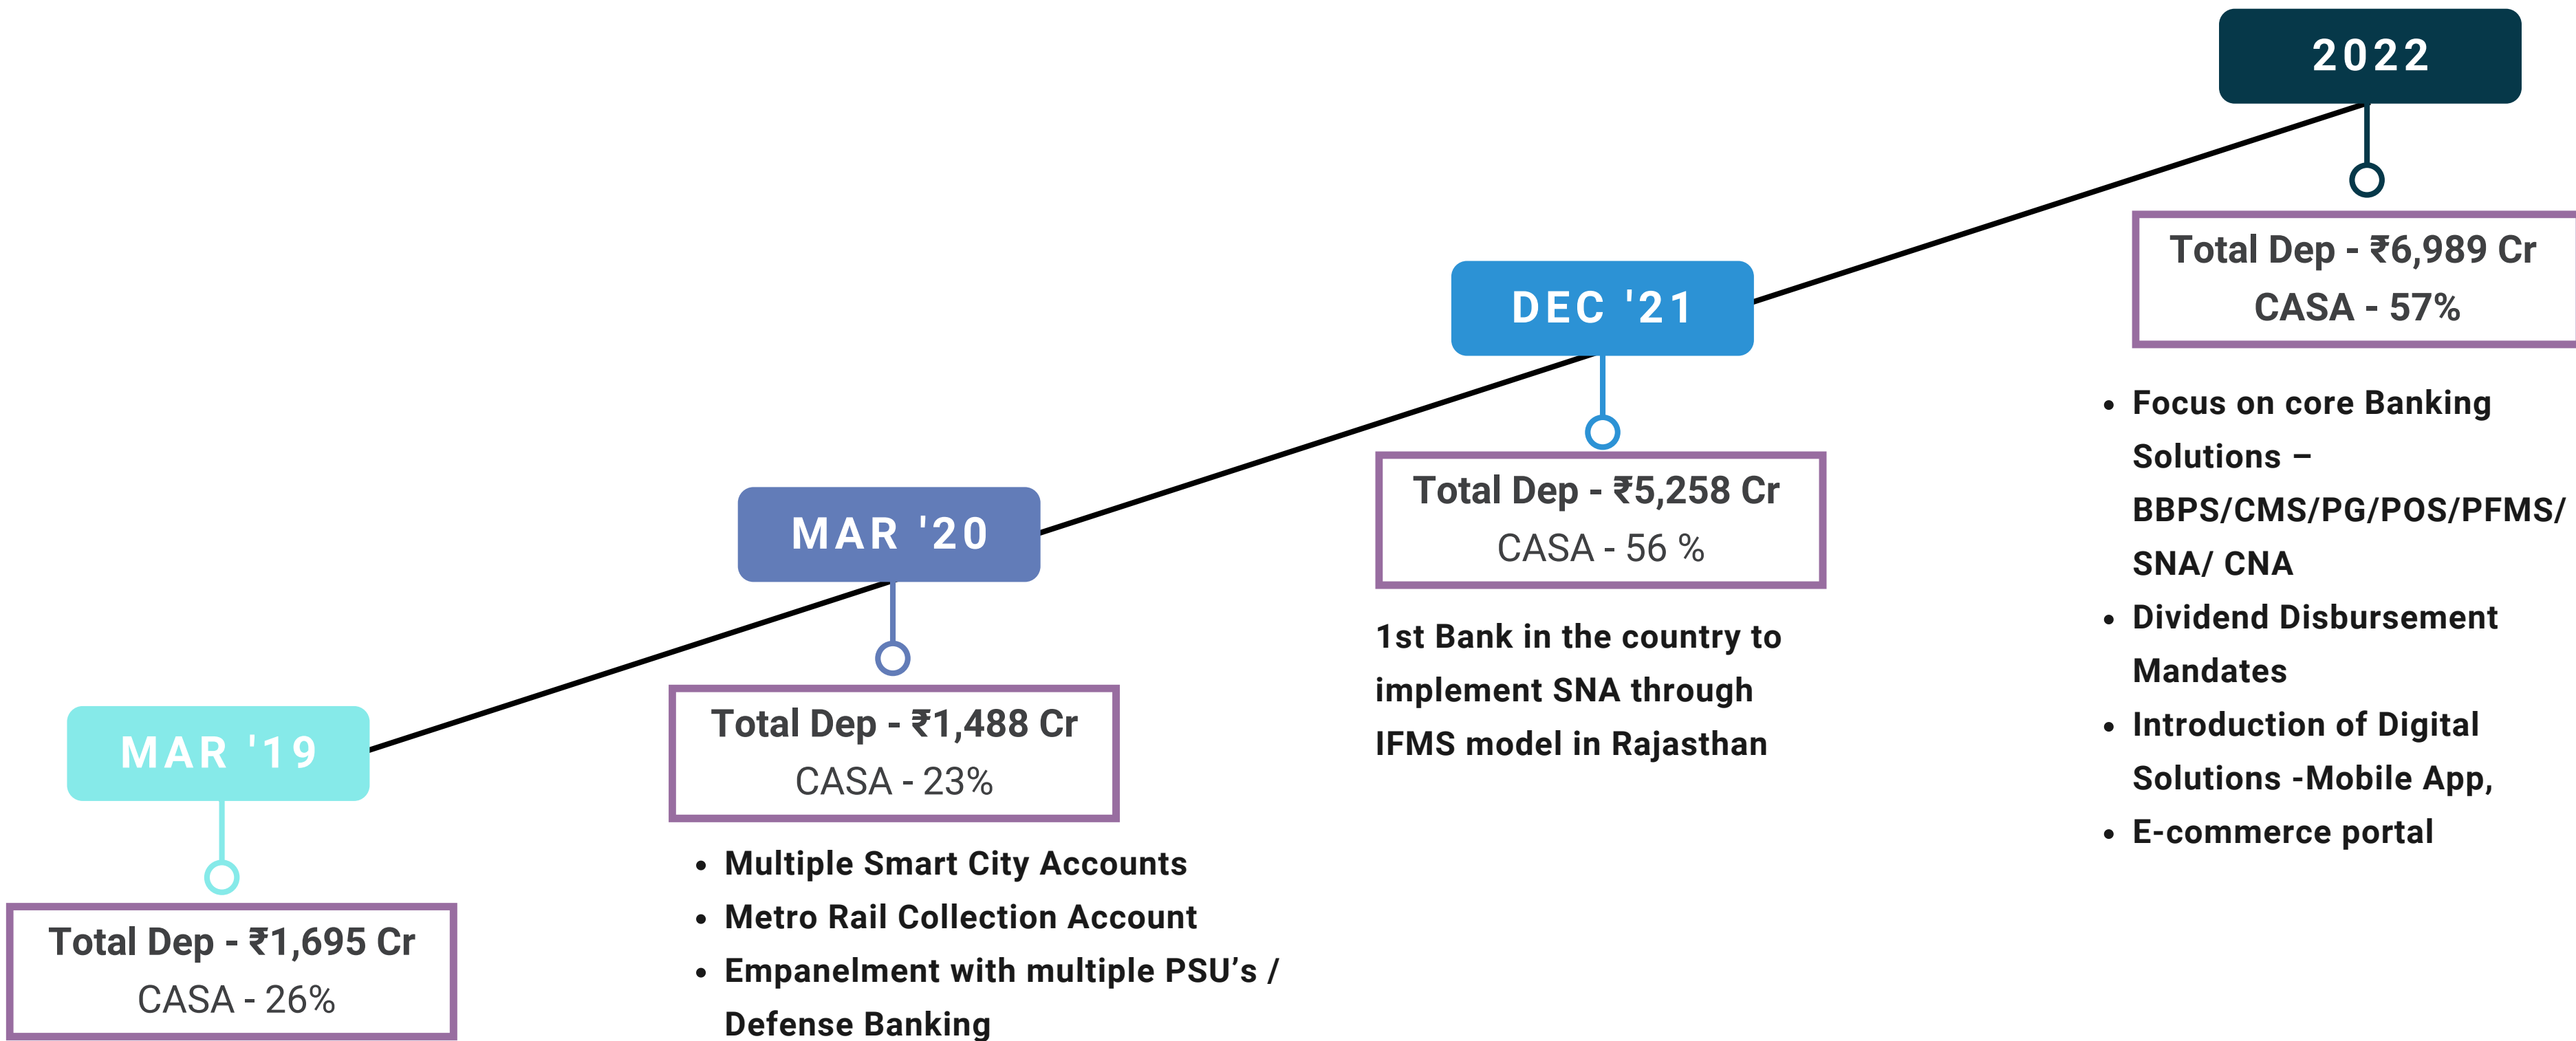 2022
Total Dep - ₹6,989 Cr
CASA - 57%
• Focus on core Banking
Solutions –
BBPS/CMS/PG/POS/PFMS/
SNA/ CNA
• Dividend Disbursement
Mandates
• Introduction of Digital
Solutions -Mobile App,
• E-commerce portal
DEC '21
Total Dep - ₹5,258 Cr
CASA - 56 %
1st Bank in the country to
implement SNA through
IFMS model in Rajasthan
MAR '20
Total Dep - ₹1,488 Cr
CASA - 23%
• Multiple Smart City Accounts
• Metro Rail Collection Account
• Empanelment with multiple PSU’s /
Defense Banking
MAR '19
Total Dep - ₹1,695 Cr
CASA - 26%